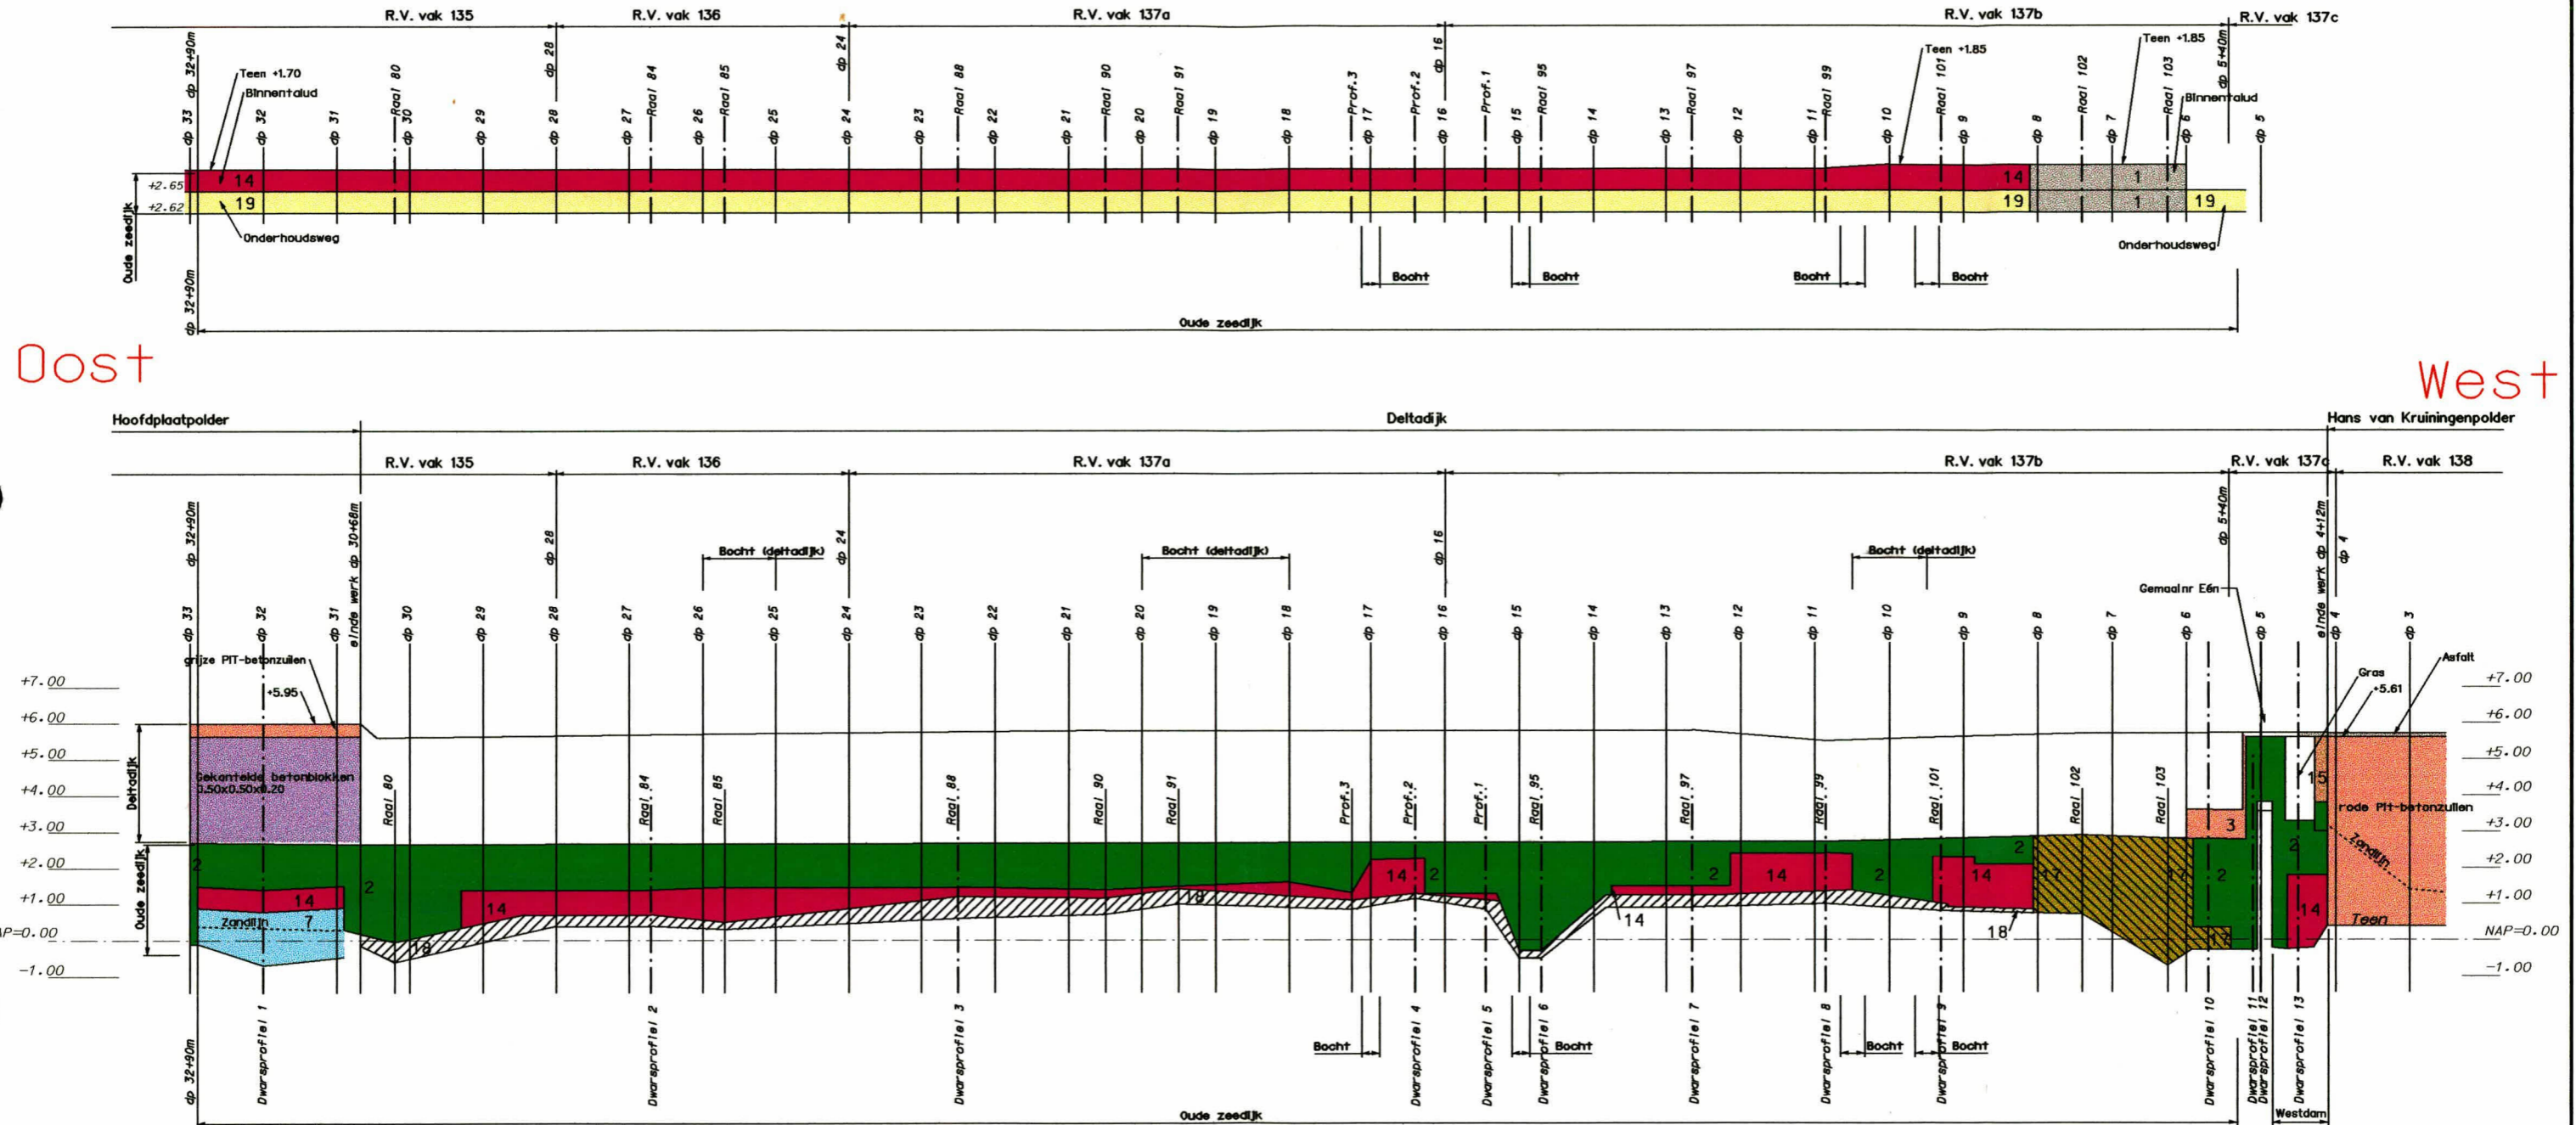 R.V. vak 135 R.V. vak 136 R.V. vak 137a R.V. vak 137b R.V. vak 137c
dp 32+90m dp 28 dp 24 dp 16 dp 5+40m
Teen +1.70 Teen +1.85 Teen +1.85
Binnentalud Binnentalud
dp 33 dp 32 dp 31 Raai 80 dp 30 dp 29 dp 28 dp 27 Raai 84 dp 26 Raai 85 dp 25 dp 24 dp 23 Raai 88 dp 22 dp 21 Raai 90 dp 20 Raai 91 dp 19 dp 18 Prof.3 dp 17 Prof.2 dp 16 Prof.1 dp 15 Raai 95 dp 14 dp 13 Raai 97 dp 12 dp 11 Raai 99 dp 10 Raai 101 dp 9 dp 8 Raai 102 dp 7 Raai 103 dp 6 dp 5
+2.65 14 14 1
+2.62 19 19 1 19
Oude zeedijk
Onderhoudsweg Onderhoudsweg
Bocht Bocht Bocht Bocht
dp 32+90m
Oude zeedijk
Oost West
Hoofdplaatpolder Deltadijk Hans van Kruiningenpolder
R.V. vak 135 R.V. vak 136 R.V. vak 137a R.V. vak 137b R.V. vak 137c R.V. vak 138
dp 32+90m einde werk dp 30+68m dp 28 dp 24 dp 16 dp 5+40m einde werk dp 4+12m dp 4
Bocht (deltadijk) Bocht (deltadijk) Bocht (deltadijk)
Gemaalnr Eén
dp 33 dp 32 dp 31 dp 30 dp 29 dp 28 dp 27 dp 26 dp 25 dp 24 dp 23 dp 22 dp 21 dp 20 dp 19 dp 18 dp 17 dp 16 dp 15 dp 14 dp 13 dp 12 dp 11 dp 10 dp 9 dp 8 dp 7 dp 6 dp 5 dp 4 dp 3
grijze PIT-betonzuilen
+5.95
Asfalt
Gras
+5.61
+7.00 +7.00
+6.00 +6.00
+5.00 +5.00
+4.00 +4.00
+3.00 +3.00
+2.00 +2.00
+1.00 +1.00
AP=0.00 NAP=0.00
-1.00 -1.00
Deltadijk
Oude zeedijk
Gekantelde betonblokken
0.50x0.50x0.20
Raai 80 Raai 84 Raai 85 Raai 88 Raai 90 Raai 91 Prof.3 Prof.2 Prof.1 Raai 95 Raai 97 Raai 99 Raai 101 Raai 102 Raai 103
15
rode Pit-betonzuilen
3
Zandlijn
2 2 2 2 2 2 2 2
14 14 14 14 14 14 14
17 17 17
Zandlijn 7
18 18 18
Teen
Dwarsprofiel 1 Dwarsprofiel 2 Dwarsprofiel 3 Dwarsprofiel 4 Dwarsprofiel 5 Dwarsprofiel 6 Dwarsprofiel 7 Dwarsprofiel 8 Dwarsprofiel 9 Dwarsprofiel 10 Dwarsprofiel 11 Dwarsprofiel 12 Dwarsprofiel 13
Bocht Bocht Bocht Bocht
dp 32+90m
Oude zeedijk Westdam